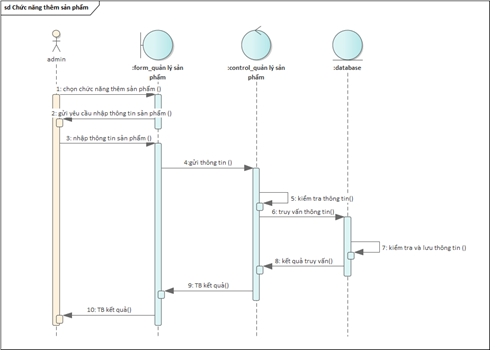 sd Chức năng thêm sản phẩm
admin
:form_quản lý sản
phẩm
:control_quản lý sản
phẩm
:database
1: chọn chức năng thêm sản phẩm ()
2: gửi yêu cầu nhập thông tin sản phẩm ()
3: nhập thông tin sản phẩm ()
4:gửi thông tin ()
5: kiểm tra thông tin()
6: truy vấn thông tin()
7: kiểm tra và lưu thông tin ()
8: kết quả truy vấn()
9: TB kết quả()
10: TB kết quả()